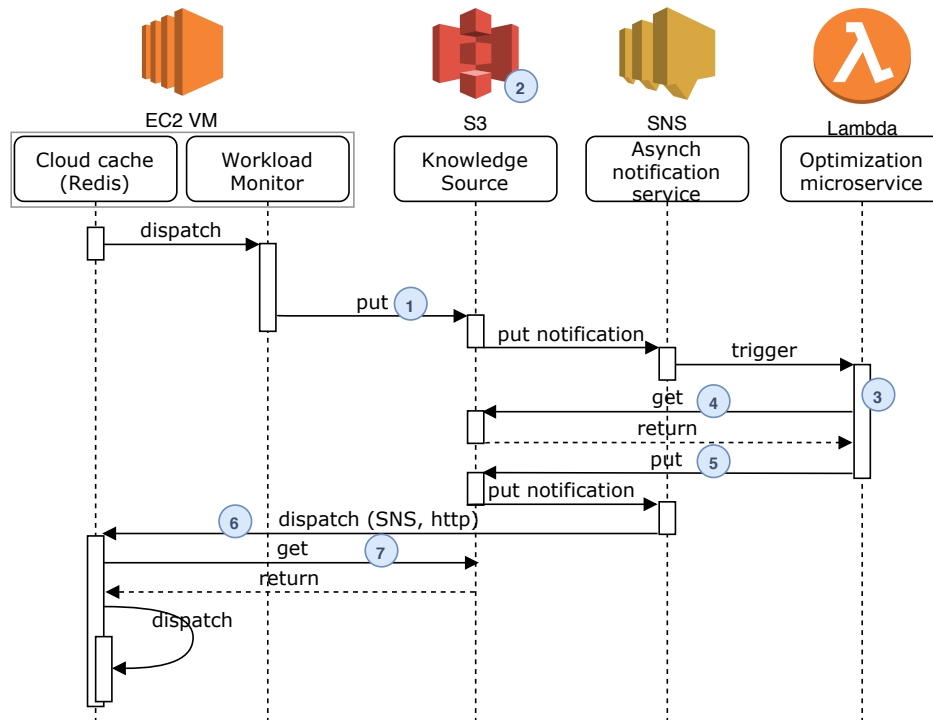 2
EC2 VM
S3
SNS
Lambda
Cloud cache
(Redis)
Workload
Monitor
Knowledge
Source
Asynch
notification
service
Optimization
microservice
dispatch
put 1
put notification
trigger
3
get 4
return
put 5
put notification
6 dispatch (SNS, http)
get 7
return
dispatch